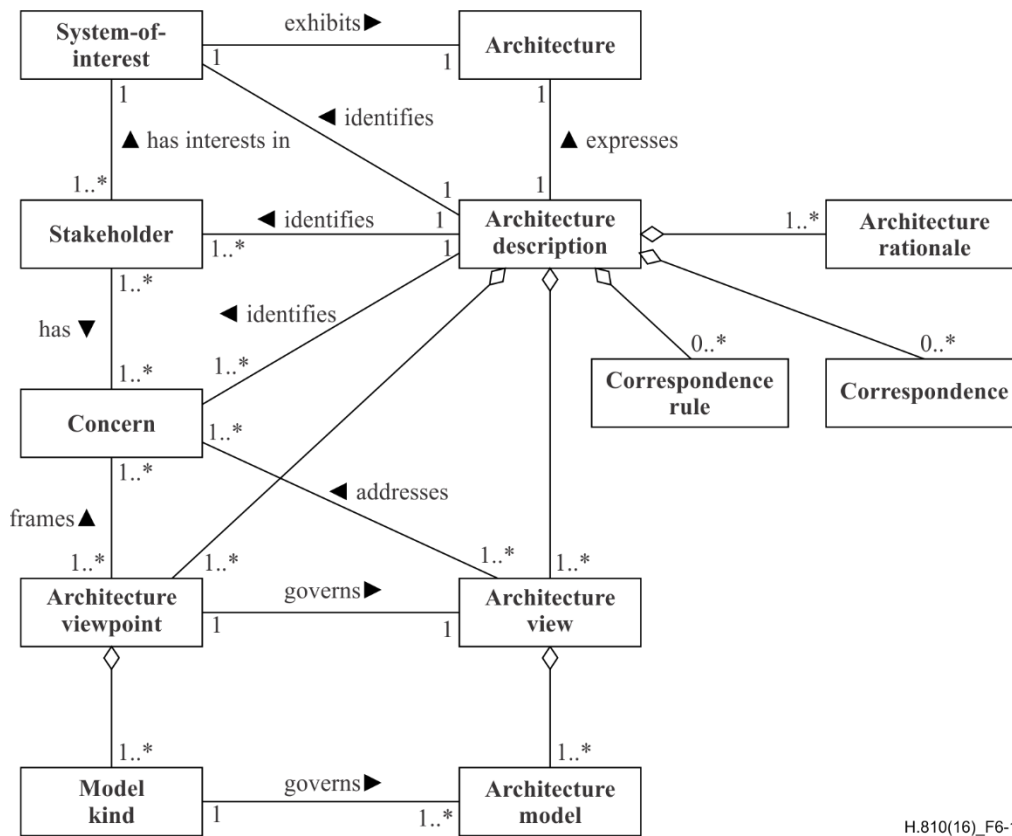 System-of-
interest
exhibits ►
Architecture
1
1
1
1
◄ identifies
▲ has interests in
▲ expresses
1..*
1
1
Stakeholder
◄ identifies
1
Architecture
description
1..*
Architecture
rationale
1..*
1
1..*
has ▼
◄ identifies
1..*
1..*
0..*
0..*
Concern
1..*
Correspondence
rule
Correspondence
1..*
◄ addresses
frames ▲
1..*
1..*
1..*
1..*
Architecture
viewpoint
governs ►
Architecture
view
1
1
1..*
1..*
Model
kind
governs ►
Architecture
model
1
1..*